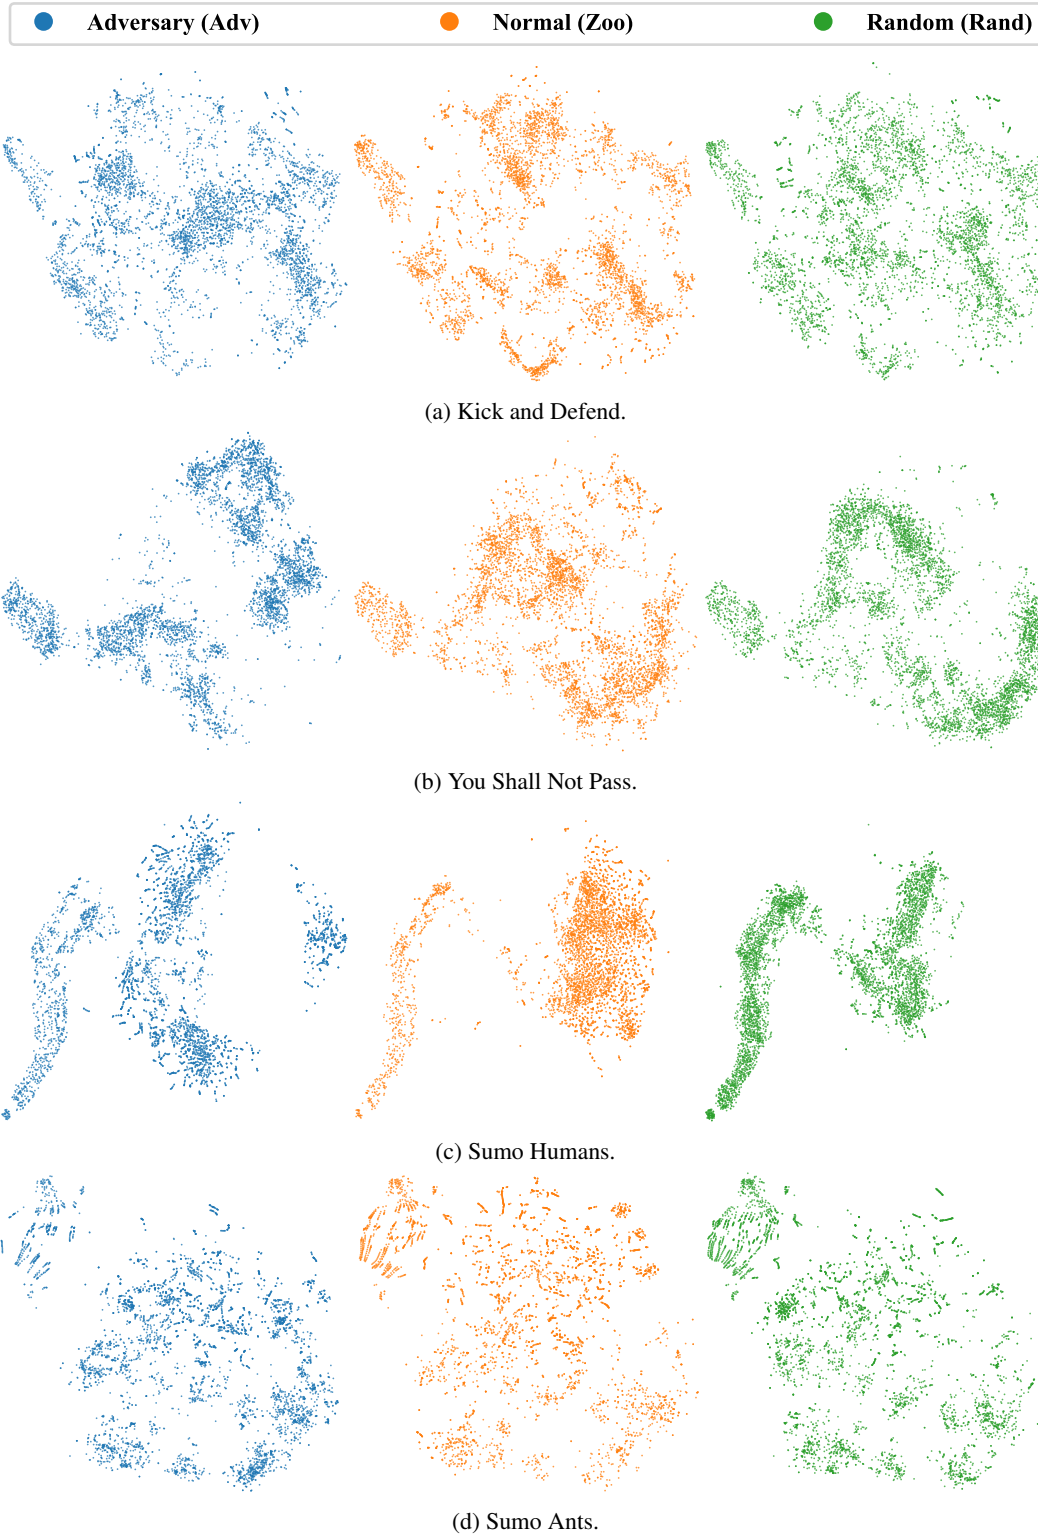 Adversary (Adv) Normal (Zoo) Random (Rand)
(a) Kick and Defend.
(b) You Shall Not Pass.
(c) Sumo Humans.
(d) Sumo Ants.